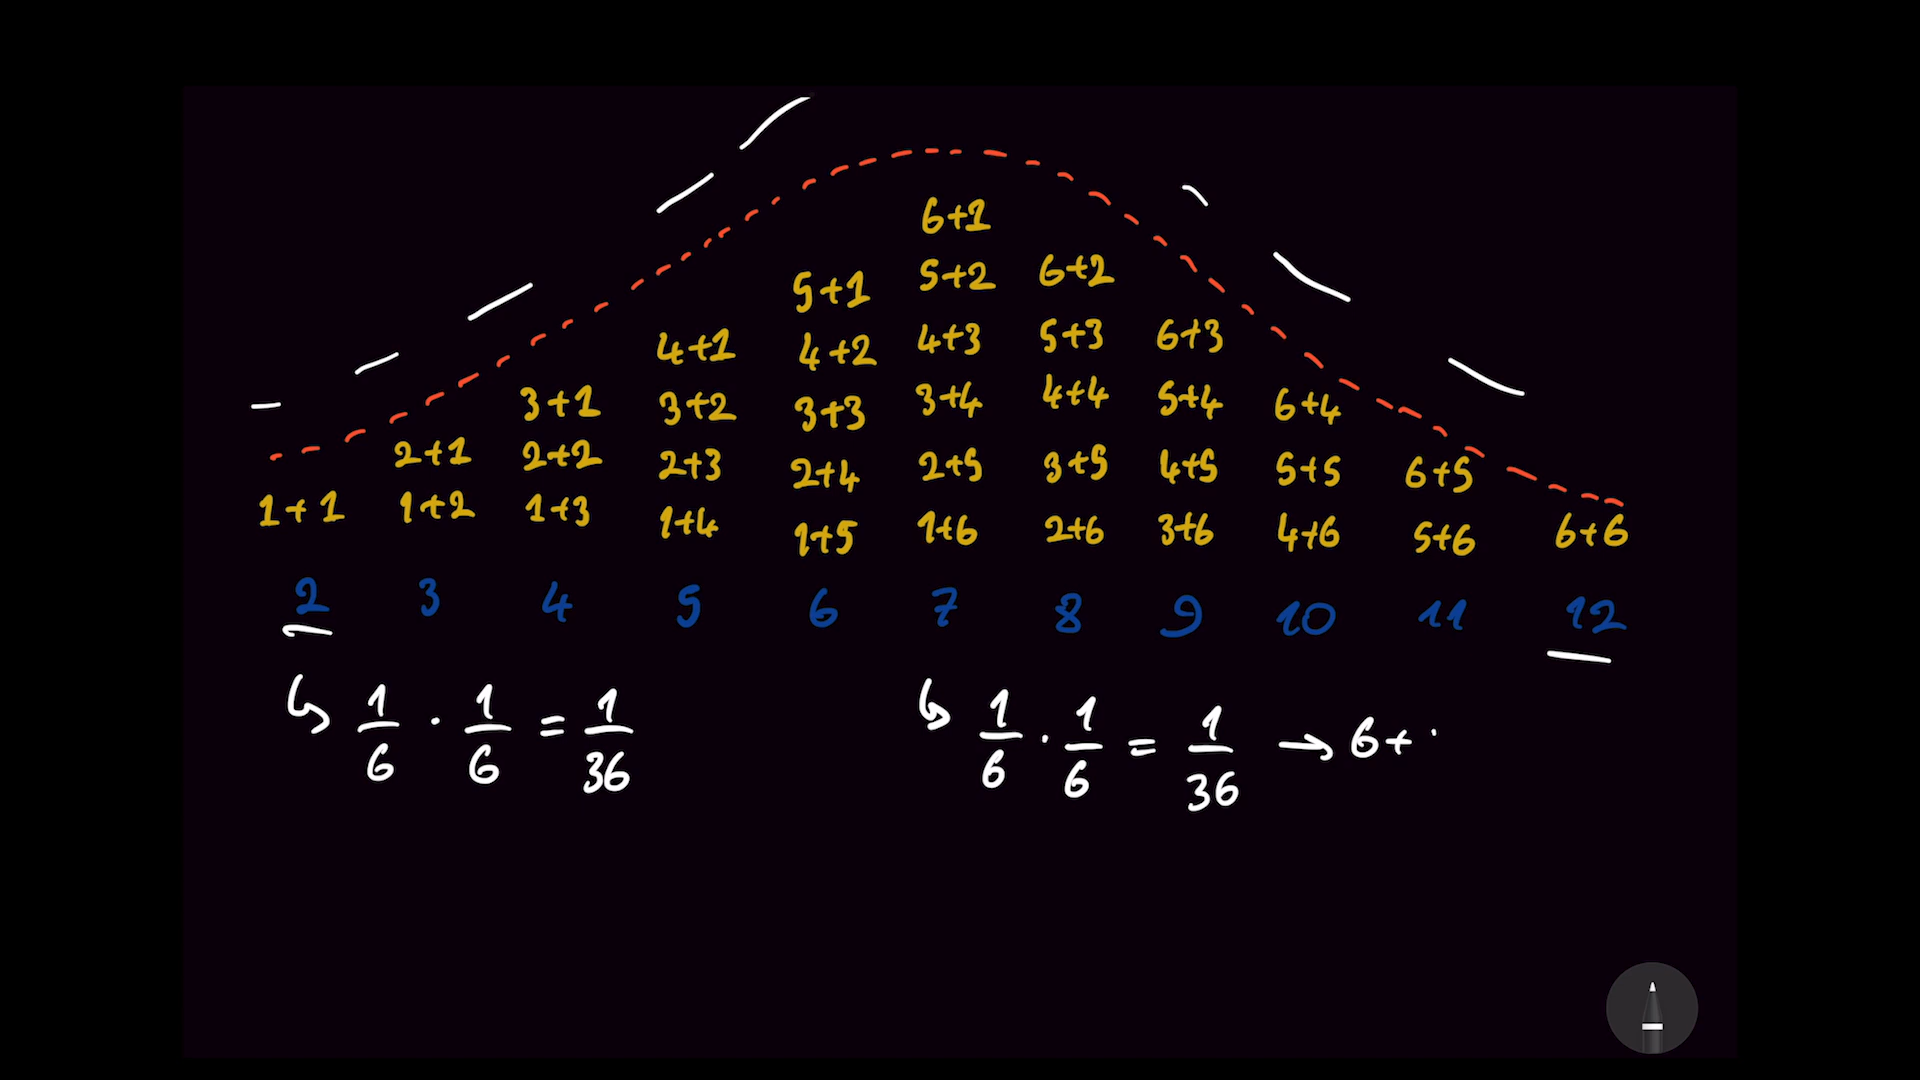 6+1
5+1 5+2 6+2
4+1 4+2 4+3 5+3 6+3
3+1 3+2 3+3 3+4 4+4 5+4 6+4
2+1 2+2 2+3 2+4 2+5 3+5 4+5 5+5 6+5
1+1 1+2 1+3 1+4 1+5 1+6 2+6 3+6 4+6 5+6 6+6
2 3 4 5 6 7 8 9 10 11 12
↳ 1/6 · 1/6 = 1/36
↳ 1/6 · 1/6 = 1/36 → 6+